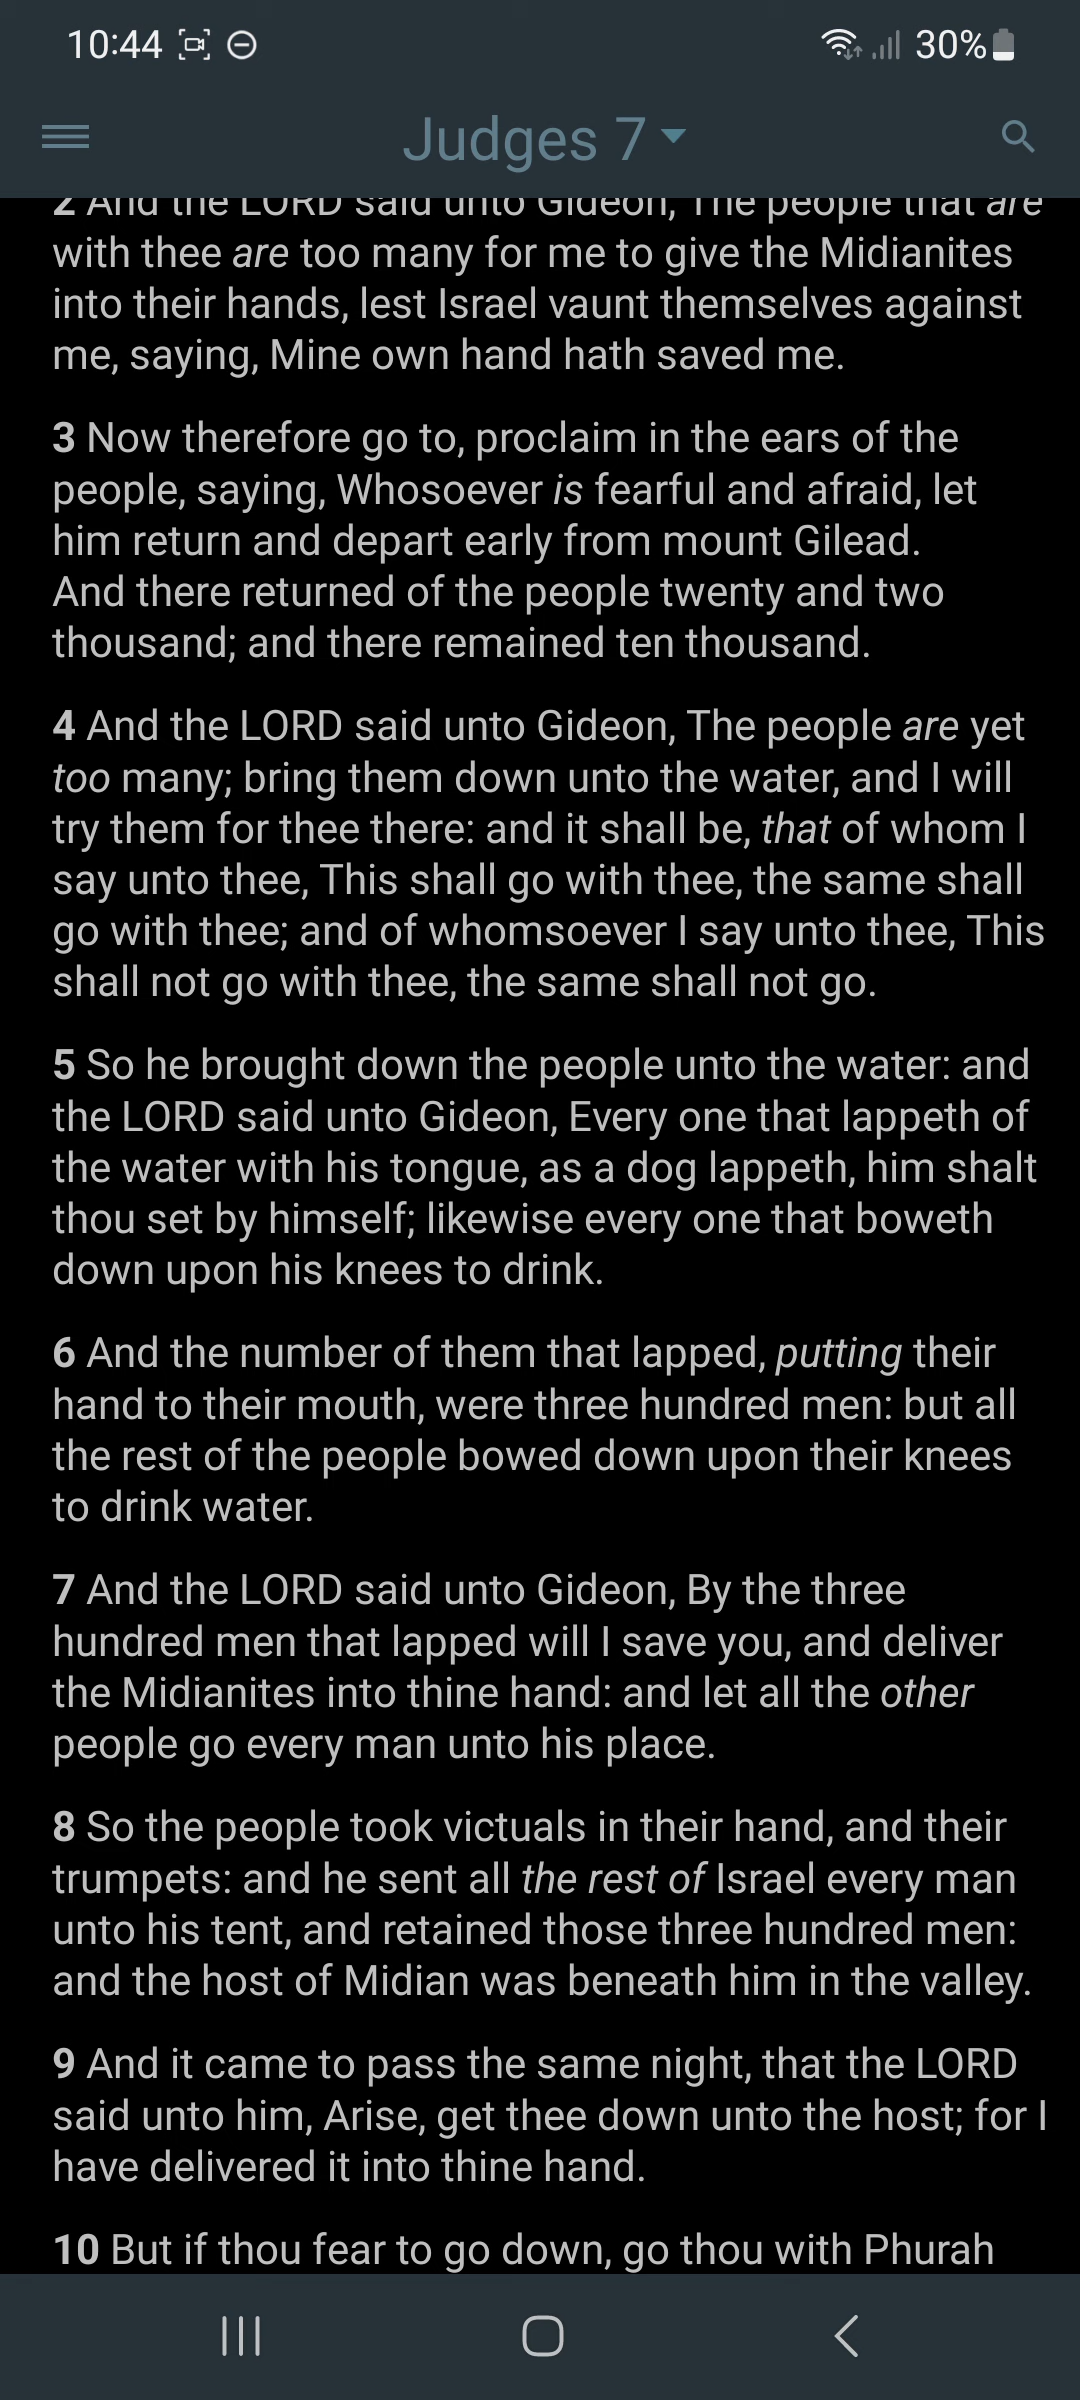 10:44
30%
Judges 7
2 And the LORD said unto Gideon, The people that are
with thee are too many for me to give the Midianites
into their hands, lest Israel vaunt themselves against
me, saying, Mine own hand hath saved me.
3 Now therefore go to, proclaim in the ears of the
people, saying, Whosoever is fearful and afraid, let
him return and depart early from mount Gilead.
And there returned of the people twenty and two
thousand; and there remained ten thousand.
4 And the LORD said unto Gideon, The people are yet
too many; bring them down unto the water, and I will
try them for thee there: and it shall be, that of whom I
say unto thee, This shall go with thee, the same shall
go with thee; and of whomsoever I say unto thee, This
shall not go with thee, the same shall not go.
5 So he brought down the people unto the water: and
the LORD said unto Gideon, Every one that lappeth of
the water with his tongue, as a dog lappeth, him shalt
thou set by himself; likewise every one that boweth
down upon his knees to drink.
6 And the number of them that lapped, putting their
hand to their mouth, were three hundred men: but all
the rest of the people bowed down upon their knees
to drink water.
7 And the LORD said unto Gideon, By the three
hundred men that lapped will I save you, and deliver
the Midianites into thine hand: and let all the other
people go every man unto his place.
8 So the people took victuals in their hand, and their
trumpets: and he sent all the rest of Israel every man
unto his tent, and retained those three hundred men:
and the host of Midian was beneath him in the valley.
9 And it came to pass the same night, that the LORD
said unto him, Arise, get thee down unto the host; for I
have delivered it into thine hand.
10 But if thou fear to go down, go thou with Phurah